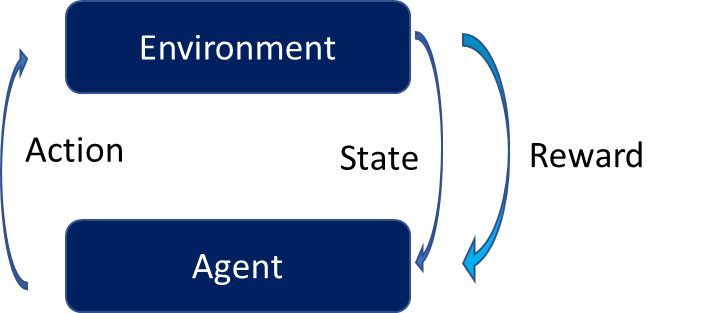 Environment
Action
State
Reward
Agent